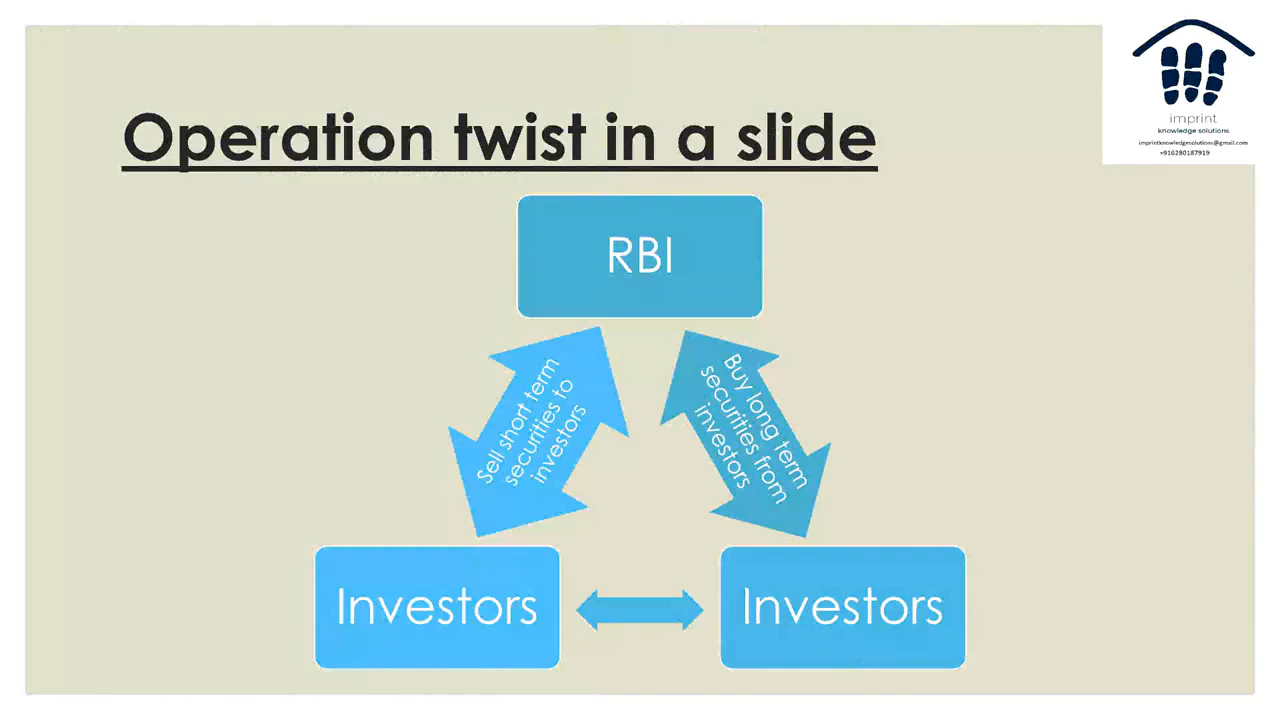 Operation twist in a slide
imprint
knowledge solutions
imprintknowledgesolutions@gmail.com
+916280187919
RBI
Sell short term
securities to
investors
Buy long term
securities from
investors
Investors
Investors